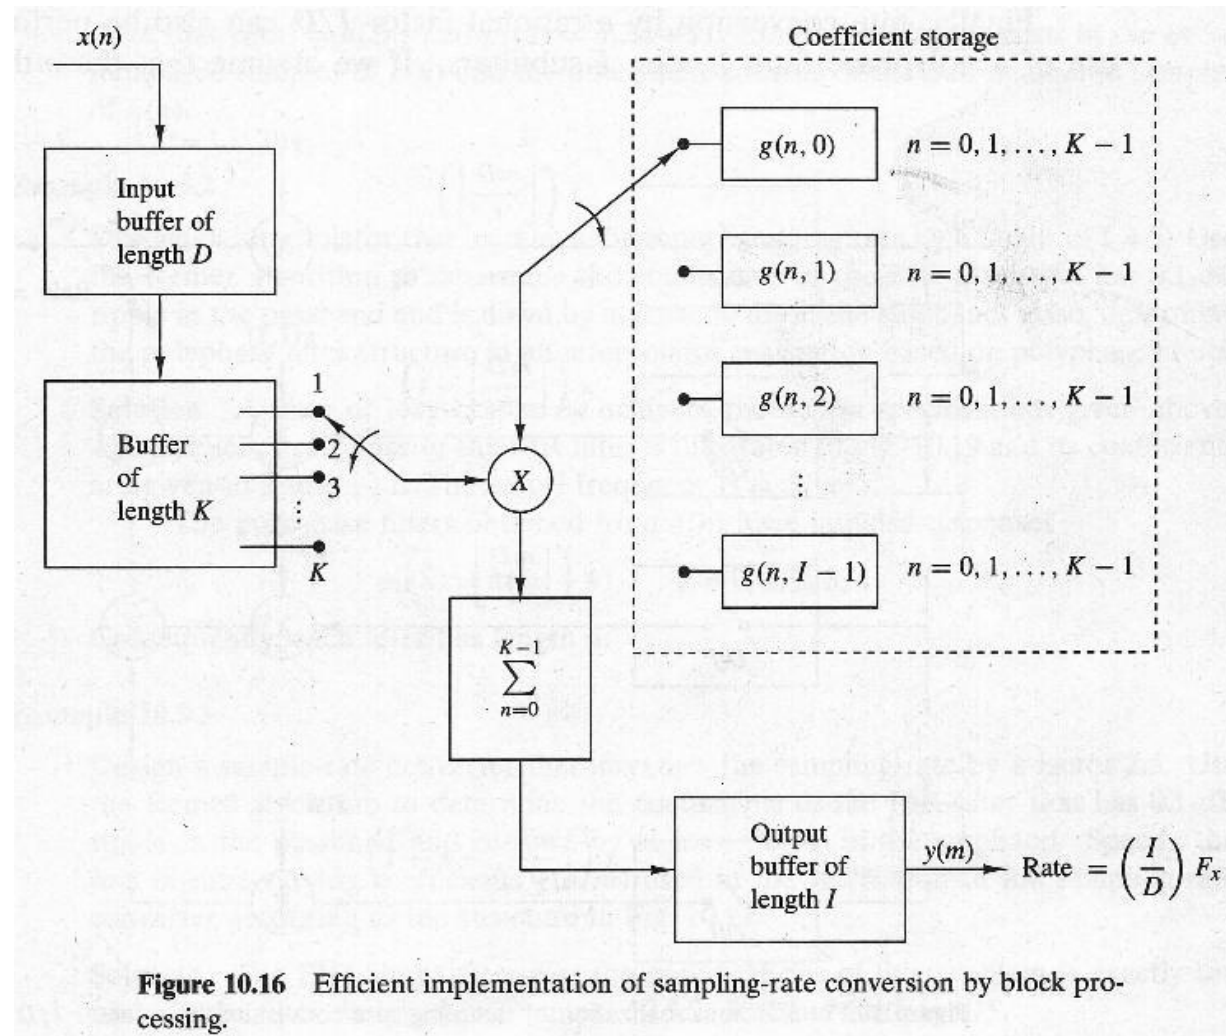 x(n)
Coefficient storage
Input
buffer of
length D
g(n, 0) n = 0, 1, . . . , K − 1
g(n, 1) n = 0, 1, . . . , K − 1
g(n, 2) n = 0, 1, . . . , K − 1
⋮
g(n, I − 1) n = 0, 1, . . . , K − 1
Buffer
of
length K
1
2
3
⋮
K
X
K−1
∑
n=0
Output
buffer of
length I
y(m)
Rate = (I/D) Fₓ
Figure 10.16 Efficient implementation of sampling-rate conversion by block pro-
cessing.